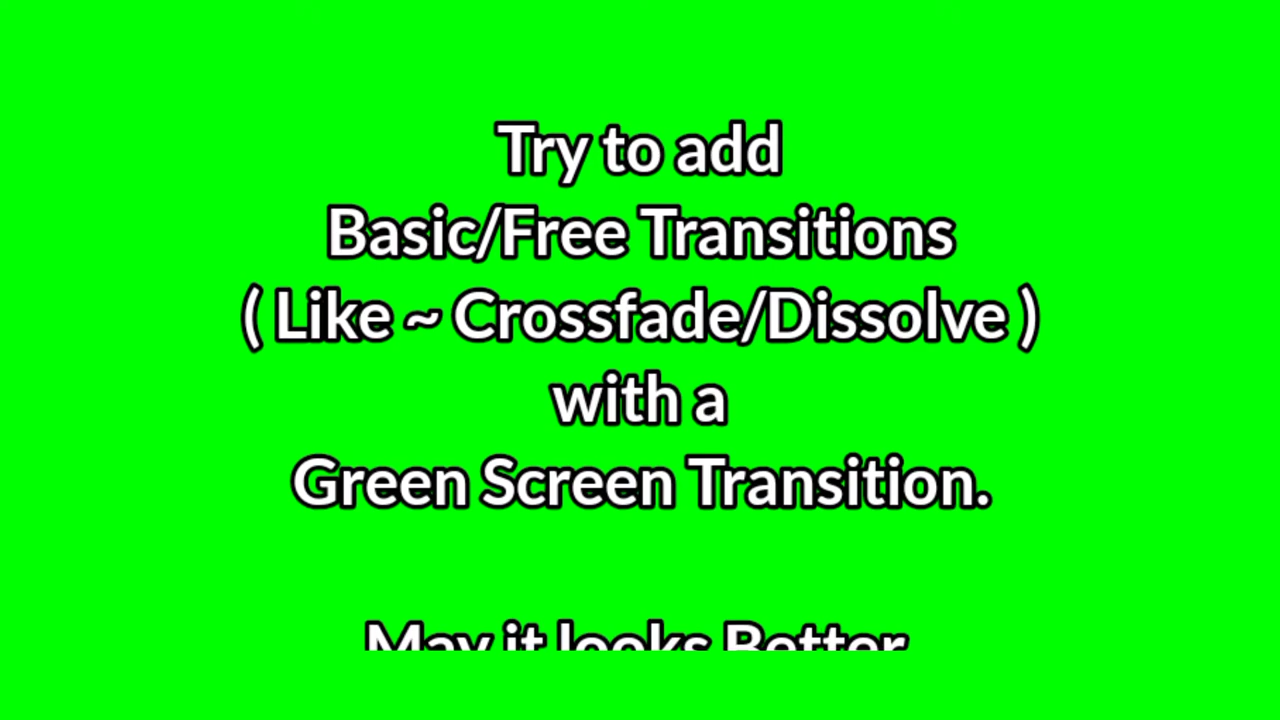 Try to add
Basic/Free Transitions
( Like ~ Crossfade/Dissolve )
with a
Green Screen Transition.
May it looks Better